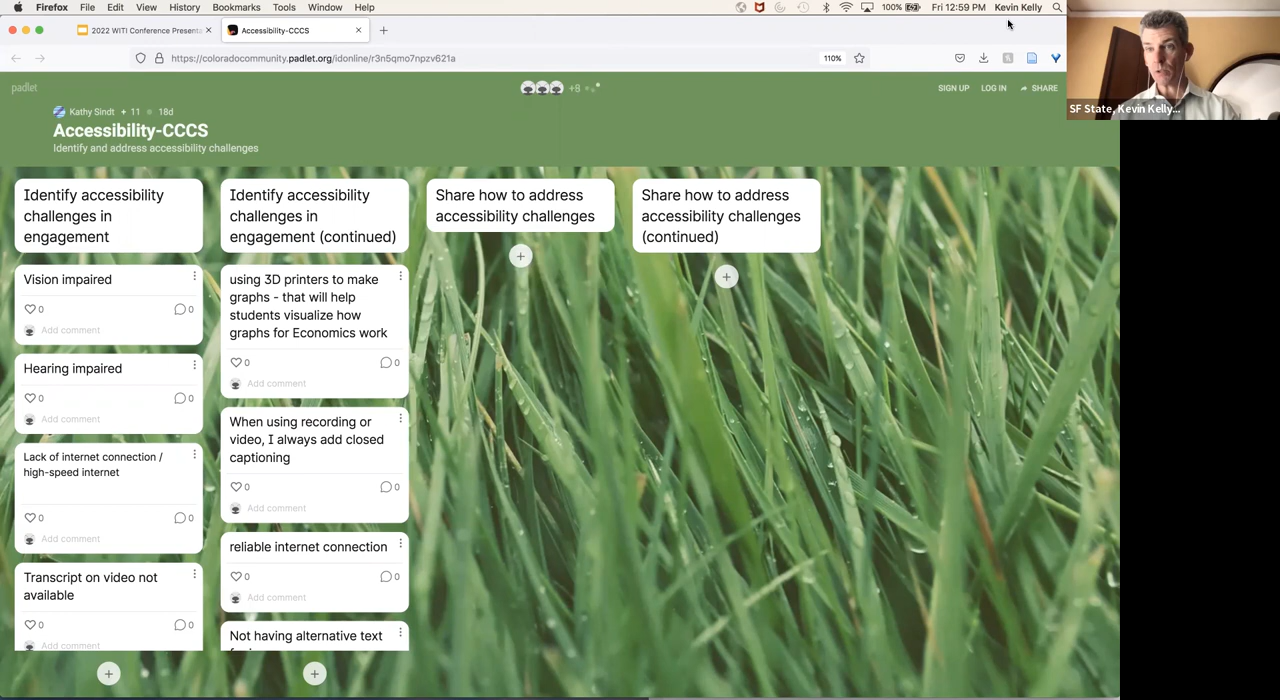 Firefox File Edit View History Bookmarks Tools Window Help 100% Fri 12:59 PM Kevin Kelly
2022 WITI Conference Present
Accessibility-CCCS
https://coloradocommunity.padlet.org/idonline/r3n5qmo7npzv621a
110%
SF State, Kevin Kelly...
padlet
+8
SIGN UP LOG IN SHARE
Kathy Sindt + 11 18d
Accessibility-CCCS
Identify and address accessibility challenges
Identify accessibility
challenges in
engagement
Vision impaired
0 0
Add comment
Hearing impaired
0 0
Add comment
Lack of internet connection /
high-speed internet
0 0
Add comment
Transcript on video not
available
0 0
Add comment
Identify accessibility
challenges in
engagement (continued)
using 3D printers to make
graphs - that will help
students visualize how
graphs for Economics work
0 0
Add comment
When using recording or
video, I always add closed
captioning
0 0
Add comment
reliable internet connection
0 0
Add comment
Not having alternative text
Share how to address
accessibility challenges
Share how to address
accessibility challenges
(continued)